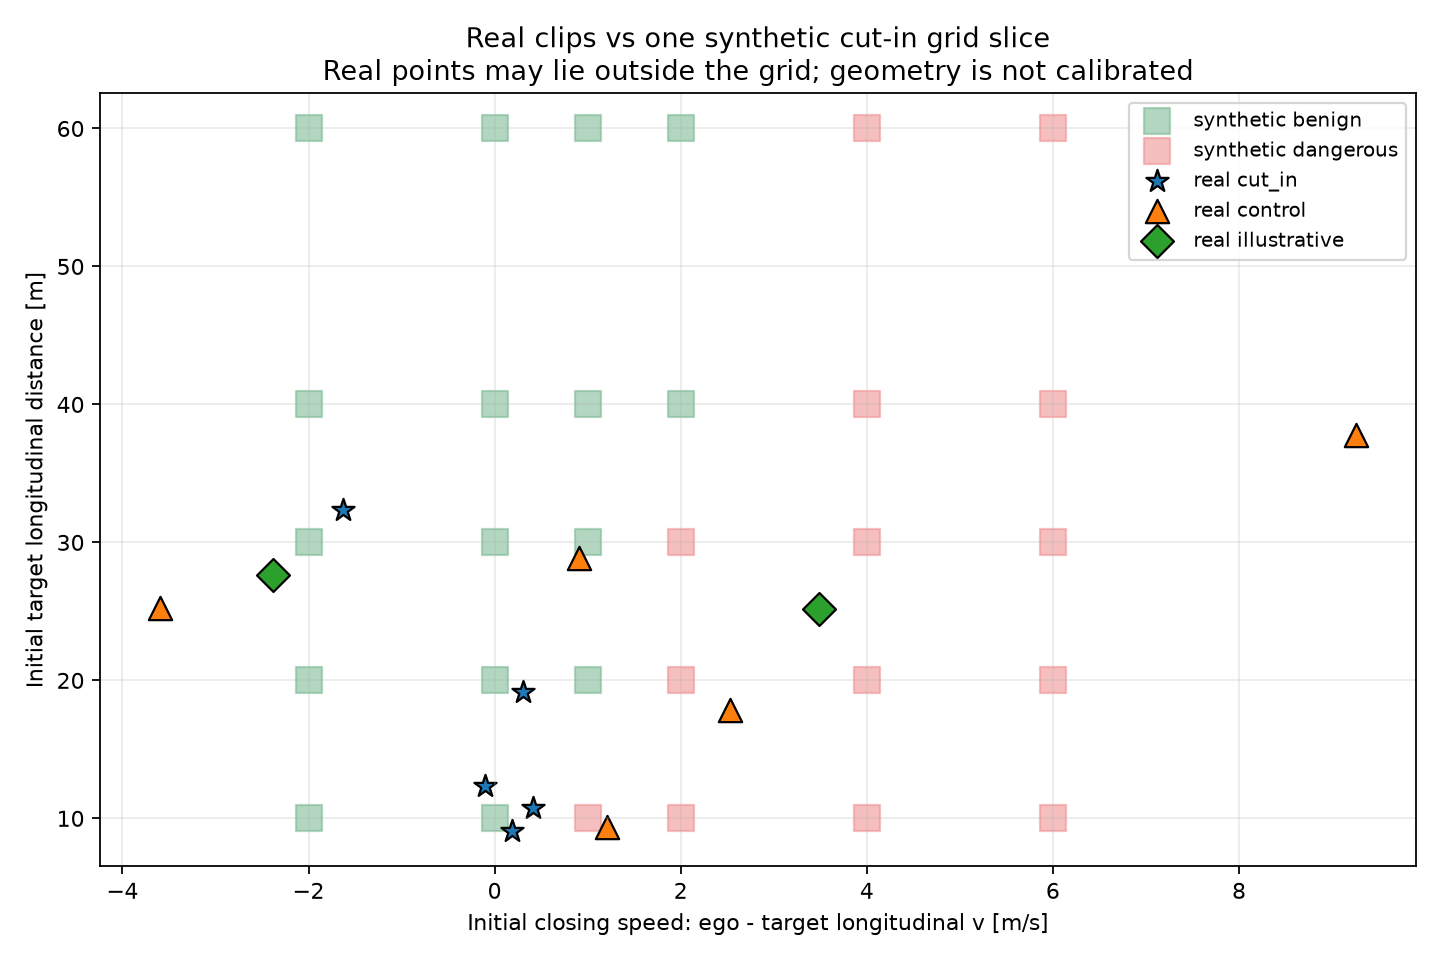 Real clips vs one synthetic cut-in grid slice
Real points may lie outside the grid; geometry is not calibrated
synthetic benign
synthetic dangerous
real cut_in
real control
real illustrative
Initial target longitudinal distance [m]
60
50
40
30
20
10
−4
−2
0
2
4
6
8
Initial closing speed: ego - target longitudinal v [m/s]